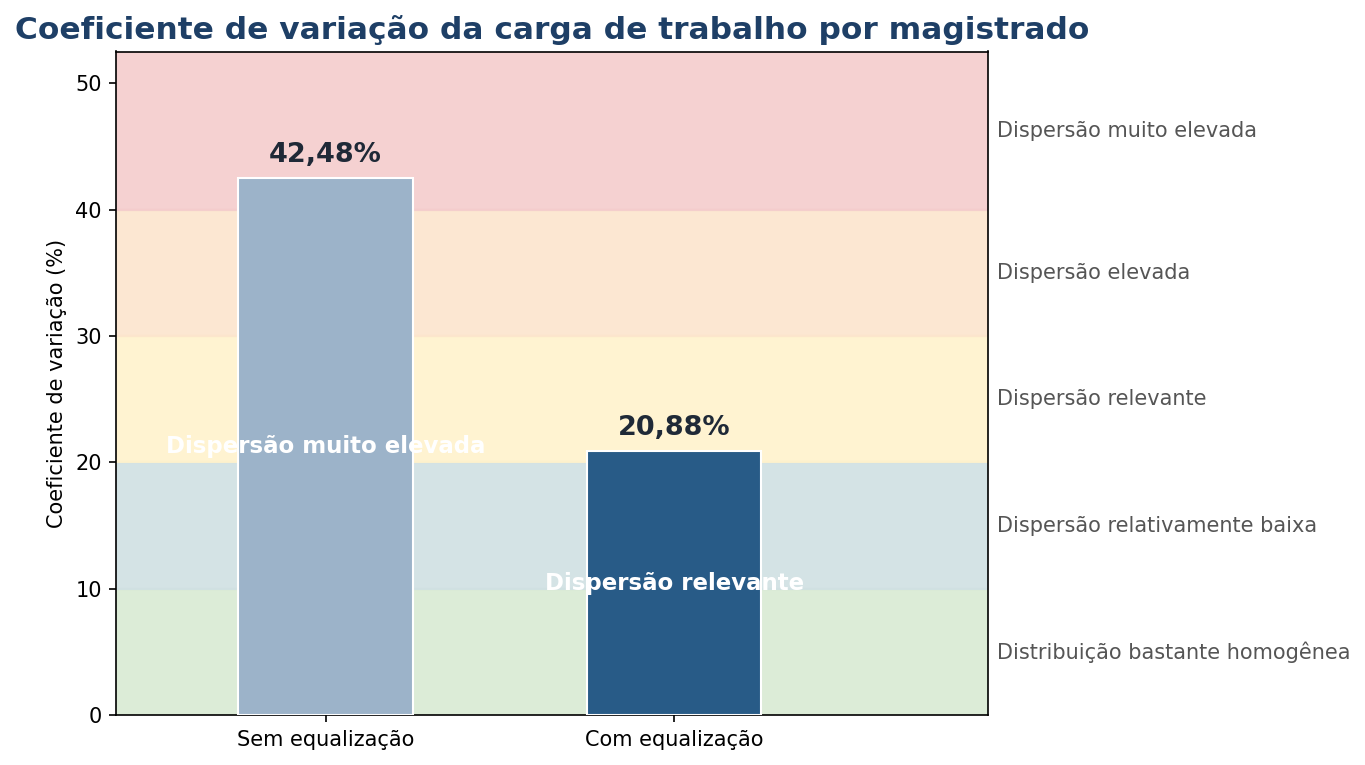 Coeficiente de variação da carga de trabalho por magistrado
Coeficiente de variação (%)
50
40
30
20
10
0
42,48%
20,88%
Dispersão muito elevada
Dispersão relevante
Sem equalização
Com equalização
Dispersão muito elevada
Dispersão elevada
Dispersão relevante
Dispersão relativamente baixa
Distribuição bastante homogênea